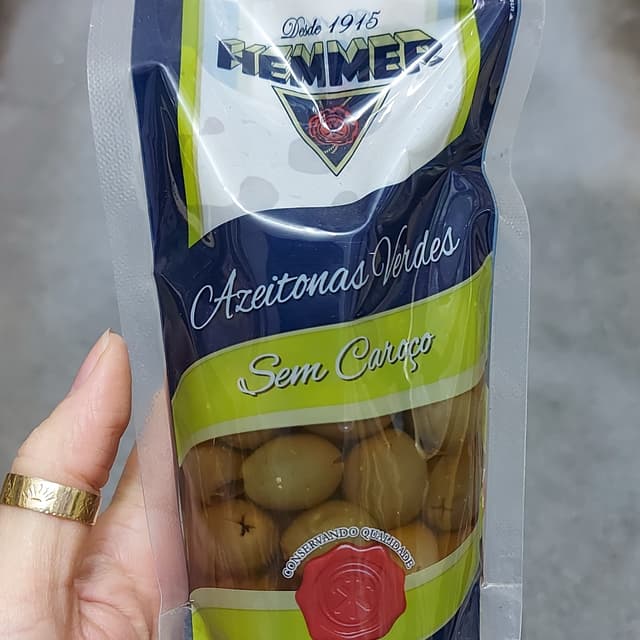 Desde 1915
HEMMER
Azeitonas Verdes
Sem Caroço
CONSERVANDO QUALIDADE